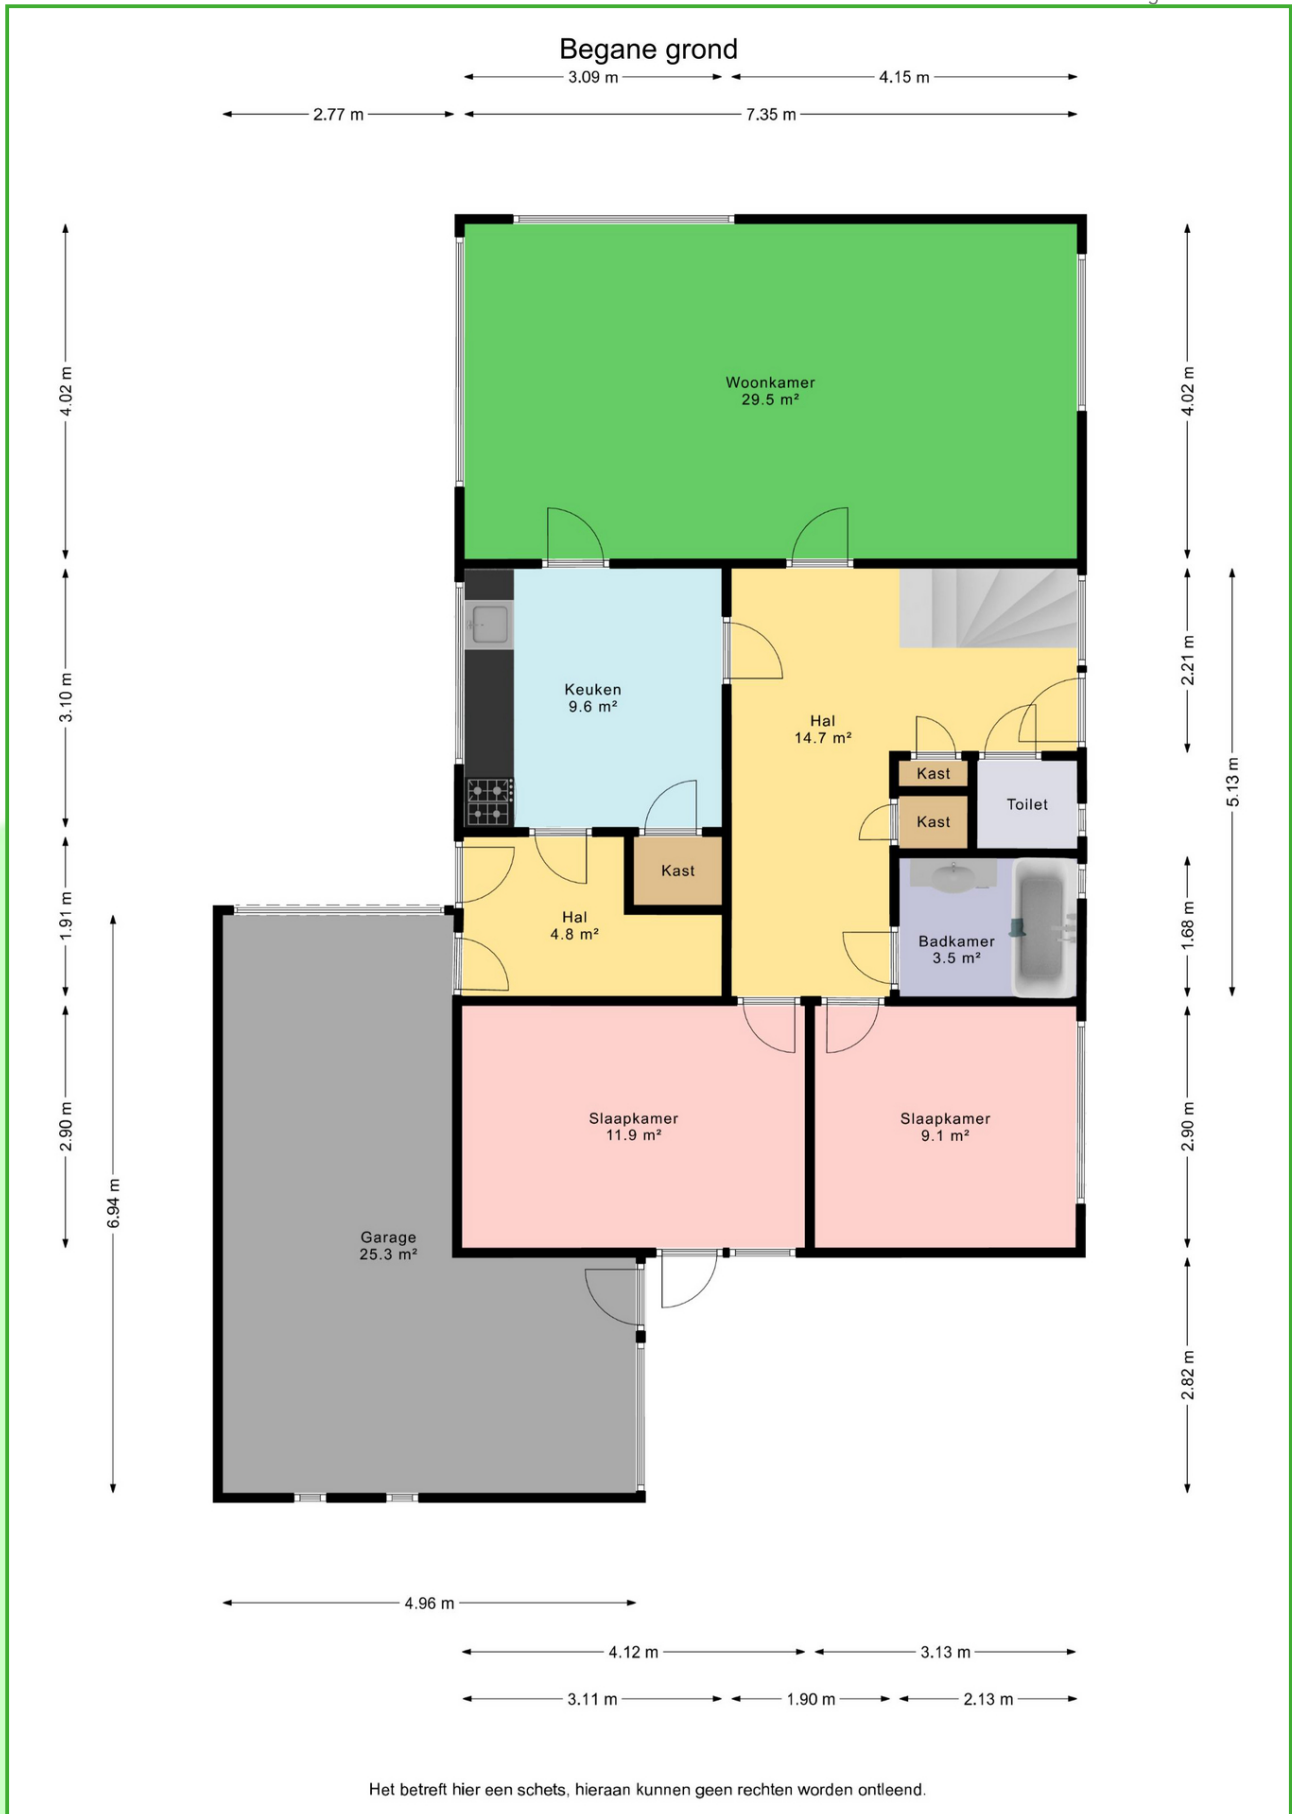 Begane grond
3.09 m
4.15 m
2.77 m
7.35 m
4.02 m
4.02 m
Woonkamer
29.5 m²
3.10 m
2.21 m
5.13 m
Keuken
9.6 m²
Hal
14.7 m²
Kast
Kast
Toilet
Kast
1.91 m
Hal
4.8 m²
Badkamer
3.5 m²
1.68 m
2.90 m
6.94 m
Slaapkamer
11.9 m²
Slaapkamer
9.1 m²
2.90 m
Garage
25.3 m²
2.82 m
4.96 m
4.12 m
3.13 m
3.11 m
1.90 m
2.13 m
Het betreft hier een schets, hieraan kunnen geen rechten worden ontleend.